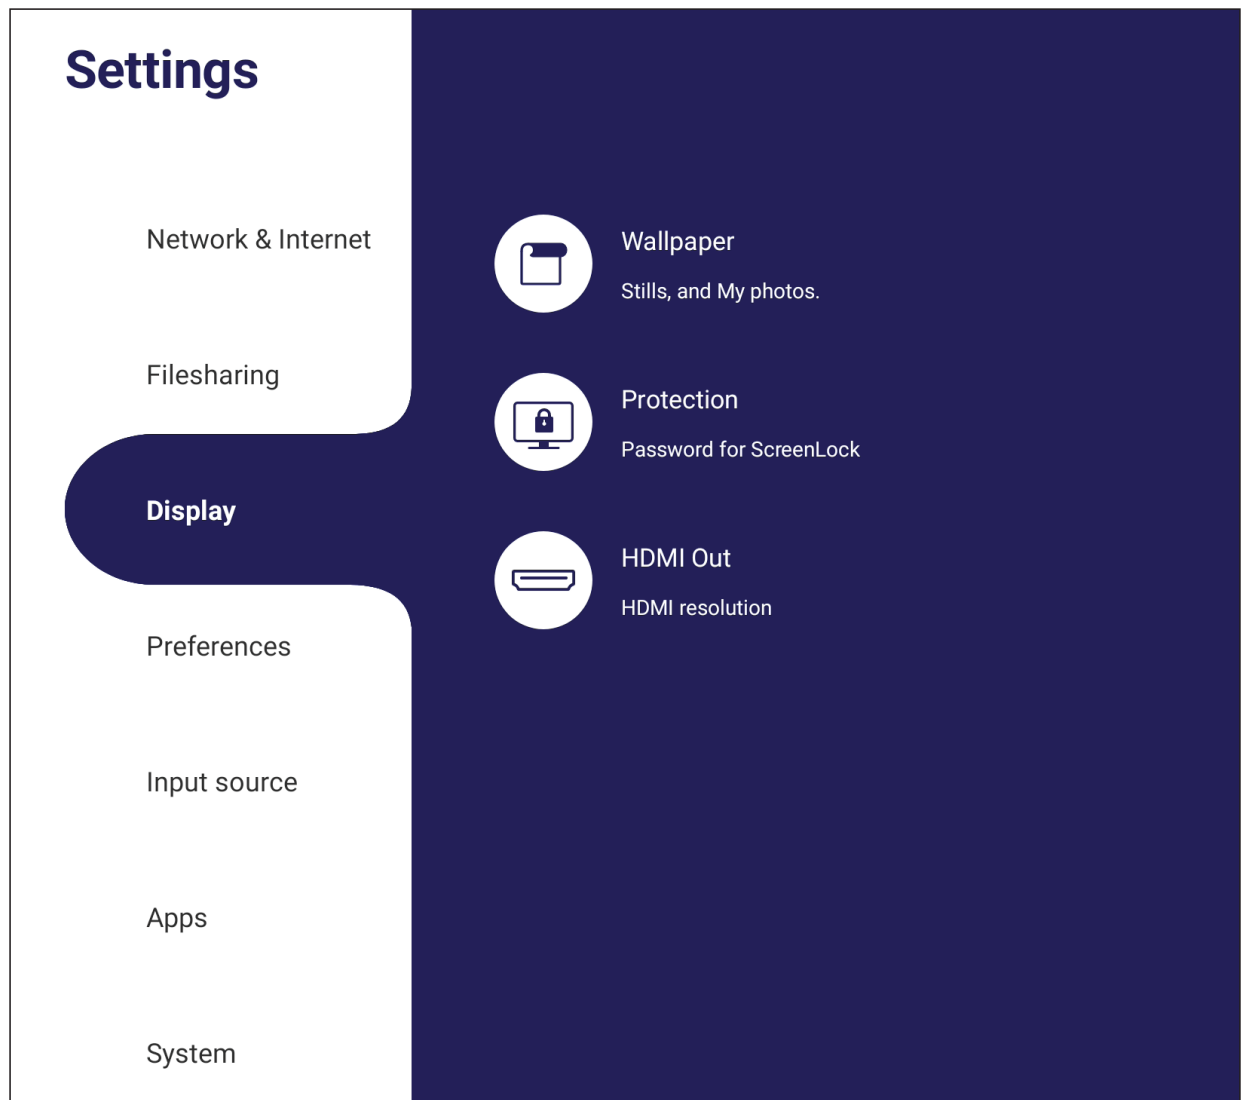 Settings
Network & Internet
Filesharing
Display
Preferences
Input source
Apps
System
Wallpaper
Stills, and My photos.
Protection
Password for ScreenLock
HDMI Out
HDMI resolution